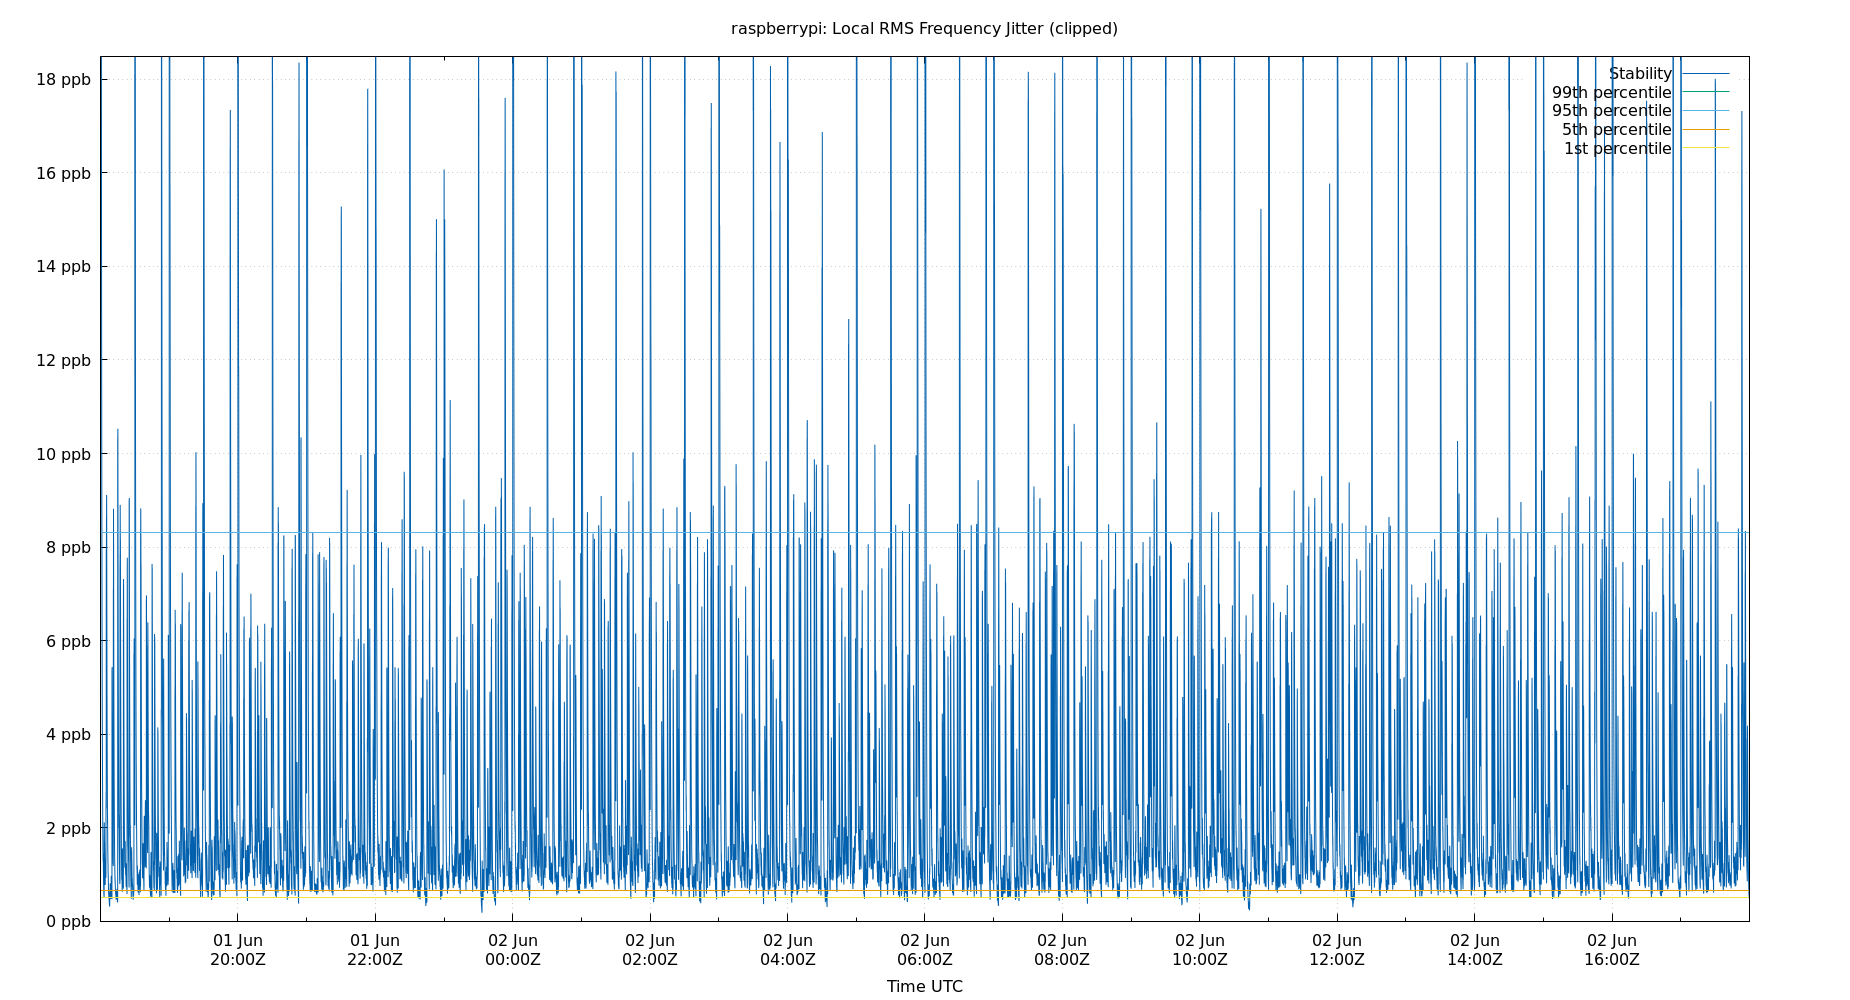 raspberrypi: Local RMS Frequency Jitter (clipped)
18 ppb
16 ppb
14 ppb
12 ppb
10 ppb
8 ppb
6 ppb
4 ppb
2 ppb
0 ppb
Stability
99th percentile
95th percentile
5th percentile
1st percentile
01 Jun 01 Jun 02 Jun 02 Jun 02 Jun 02 Jun 02 Jun 02 Jun 02 Jun 02 Jun 02 Jun
20:00Z 22:00Z 00:00Z 02:00Z 04:00Z 06:00Z 08:00Z 10:00Z 12:00Z 14:00Z 16:00Z
Time UTC